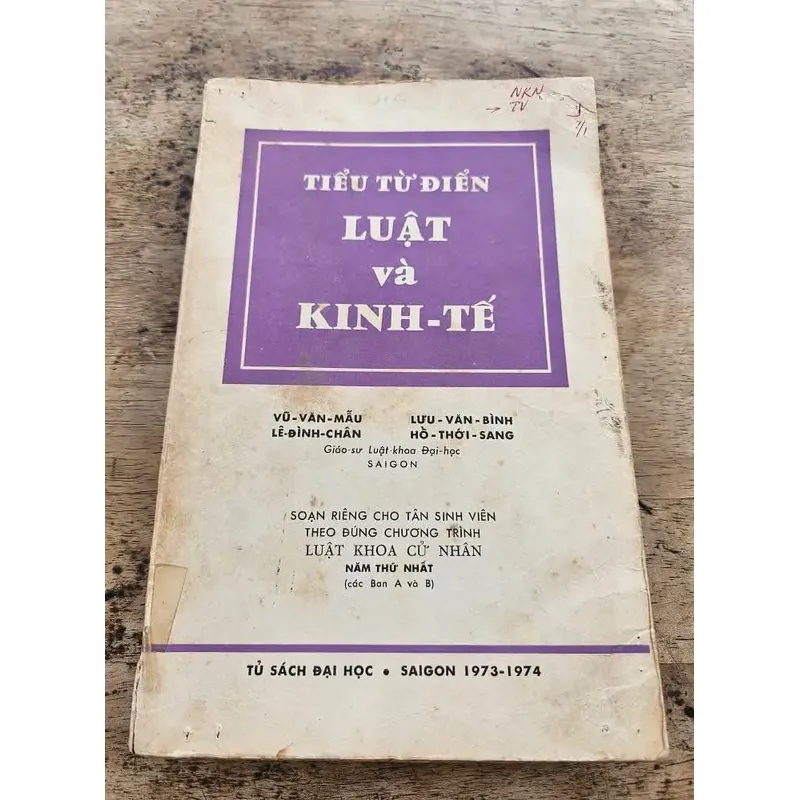 NKM
→ TV
TIỂU TỪ ĐIỂN
LUẬT
và
KINH-TẾ
VŨ-VĂN-MẪU LƯU-VĂN-BÌNH
LÊ-ĐÌNH-CHÂN HỒ-THỚI-SANG
Giáo-sư Luật-khoa Đại-học
SAIGON
SOẠN RIÊNG CHO TÂN SINH VIÊN
THEO ĐÚNG CHƯƠNG TRÌNH
LUẬT KHOA CỬ NHÂN
NĂM THỨ NHẤT
(các Ban A và B)
TỦ SÁCH ĐẠI HỌC • SAIGON 1973-1974